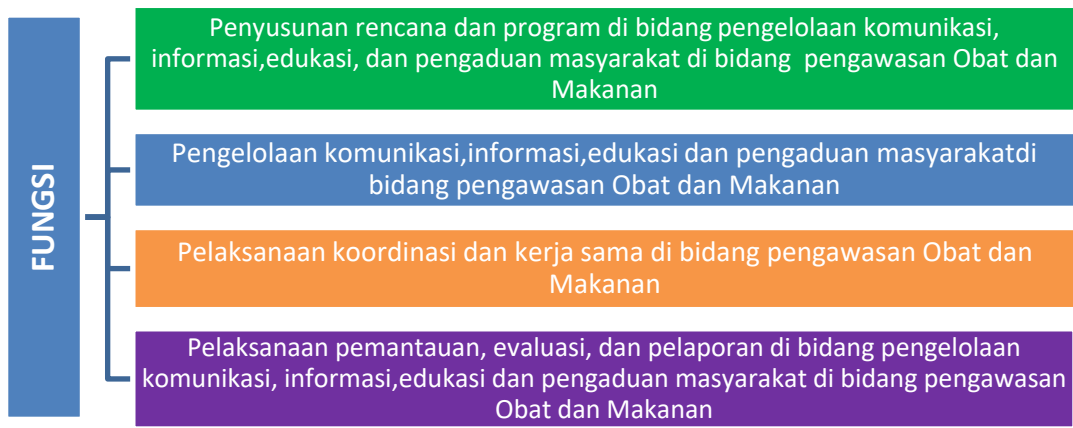 FUNGSI
Penyusunan rencana dan program di bidang pengelolaan komunikasi,
informasi,edukasi, dan pengaduan masyarakat di bidang pengawasan Obat dan
Makanan
Pengelolaan komunikasi,informasi,edukasi dan pengaduan masyarakatdi
bidang pengawasan Obat dan Makanan
Pelaksanaan koordinasi dan kerja sama di bidang pengawasan Obat dan
Makanan
Pelaksanaan pemantauan, evaluasi, dan pelaporan di bidang pengelolaan
komunikasi, informasi,edukasi dan pengaduan masyarakat di bidang pengawasan
Obat dan Makanan